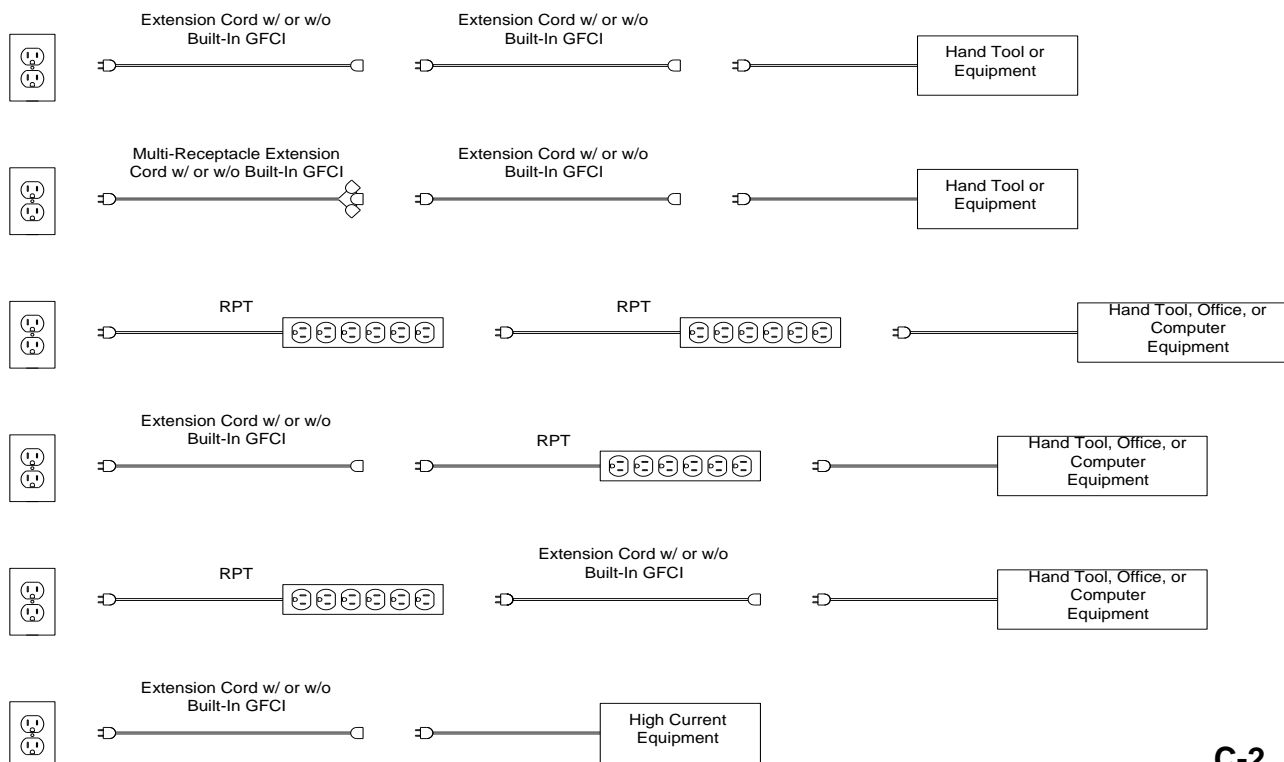 Extension Cord w/ or w/o
Built-In GFCI
Extension Cord w/ or w/o
Built-In GFCI
Hand Tool or
Equipment
Multi-Receptacle Extension
Cord w/ or w/o Built-In GFCI
Extension Cord w/ or w/o
Built-In GFCI
Hand Tool or
Equipment
RPT
RPT
Hand Tool, Office, or
Computer
Equipment
Extension Cord w/ or w/o
Built-In GFCI
RPT
Hand Tool, Office, or
Computer
Equipment
RPT
Extension Cord w/ or w/o
Built-In GFCI
Hand Tool, Office, or
Computer
Equipment
Extension Cord w/ or w/o
Built-In GFCI
High Current
Equipment
C-2